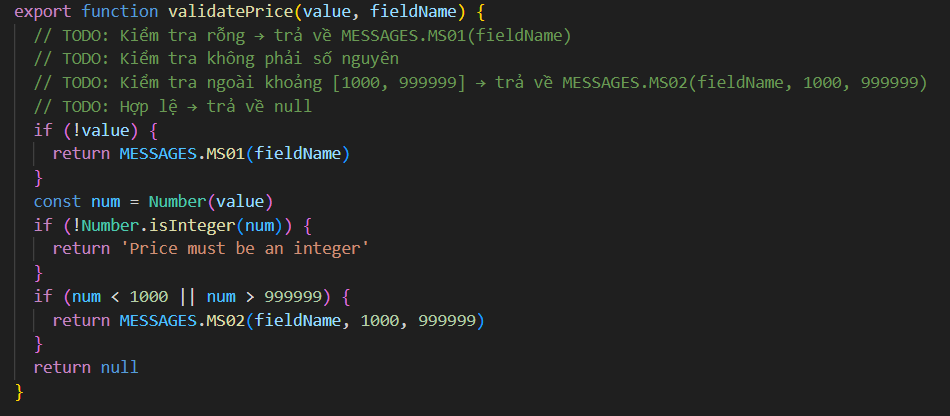 export function validatePrice(value, fieldName) {
// TODO: Kiểm tra rỗng → trả về MESSAGES.MS01(fieldName)
// TODO: Kiểm tra không phải số nguyên
// TODO: Kiểm tra ngoài khoảng [1000, 999999] → trả về MESSAGES.MS02(fieldName, 1000, 999999)
// TODO: Hợp lệ → trả về null
if (!value) {
return MESSAGES.MS01(fieldName)
}
const num = Number(value)
if (!Number.isInteger(num)) {
return 'Price must be an integer'
}
if (num < 1000 || num > 999999) {
return MESSAGES.MS02(fieldName, 1000, 999999)
}
return null
}